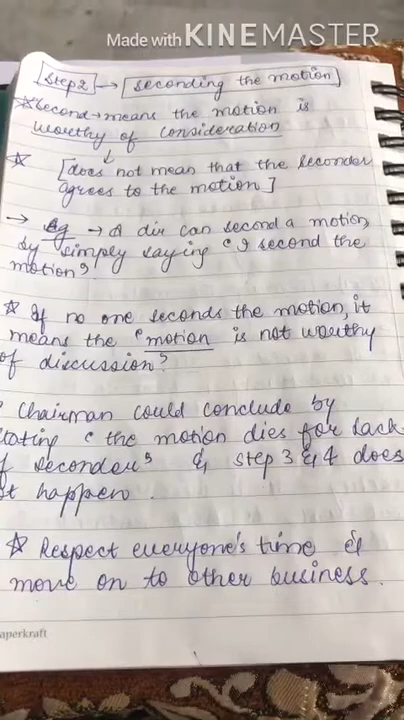 Made with KINEMASTER
Step 2 → Seconding the motion
☆ Second → means the motion is
worthy of consideration
↓
☆ [does not mean that the seconder
agrees to the motion]
→ Eg → A dir can second a motion
by simply saying "I second the
motion"
☆ If no one seconds the motion, it
means the "motion is not worthy
of discussion"
Chairman could conclude by
tating "the motion dies for lack
f seconder" & step 3 & 4 does
t happen.
☆ Respect everyone's time &
move on to other business.
aperkraft